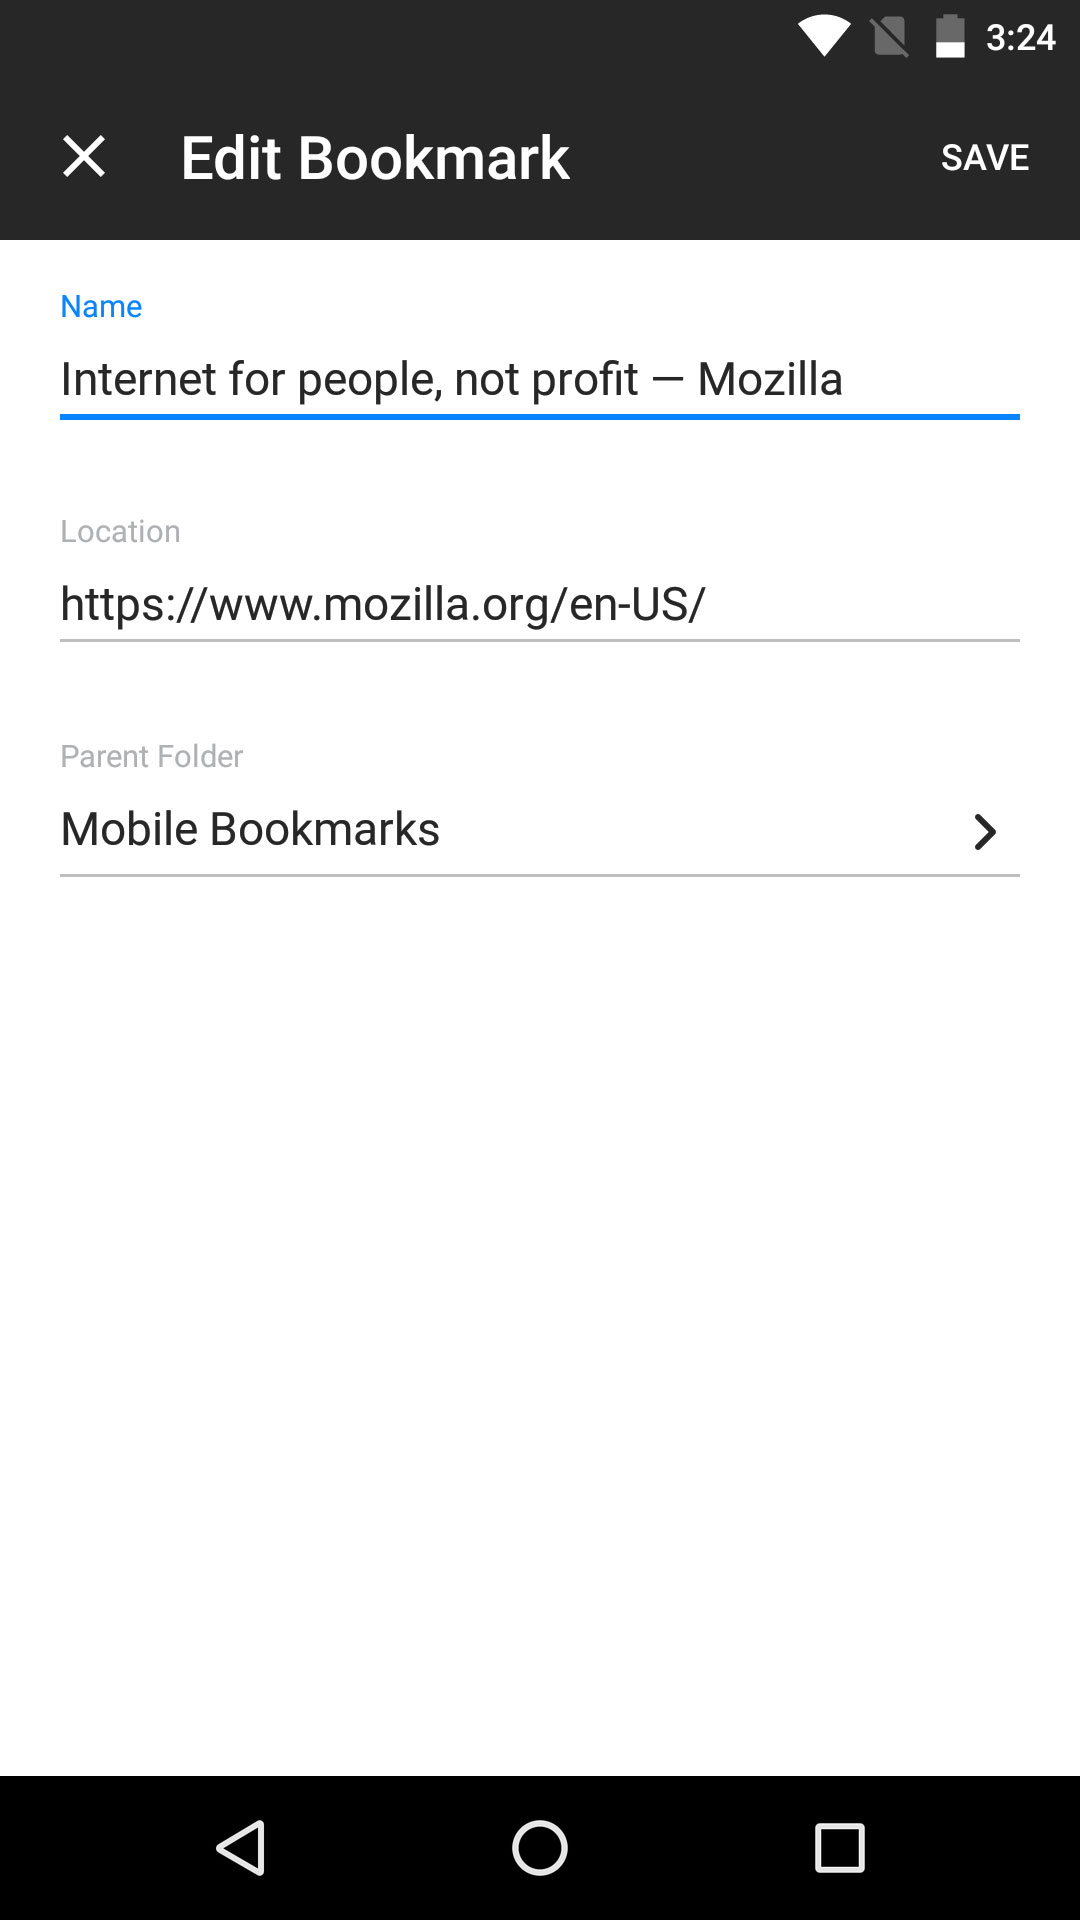 3:24
Edit Bookmark
SAVE
Name
Internet for people, not profit — Mozilla
Location
https://www.mozilla.org/en-US/
Parent Folder
Mobile Bookmarks